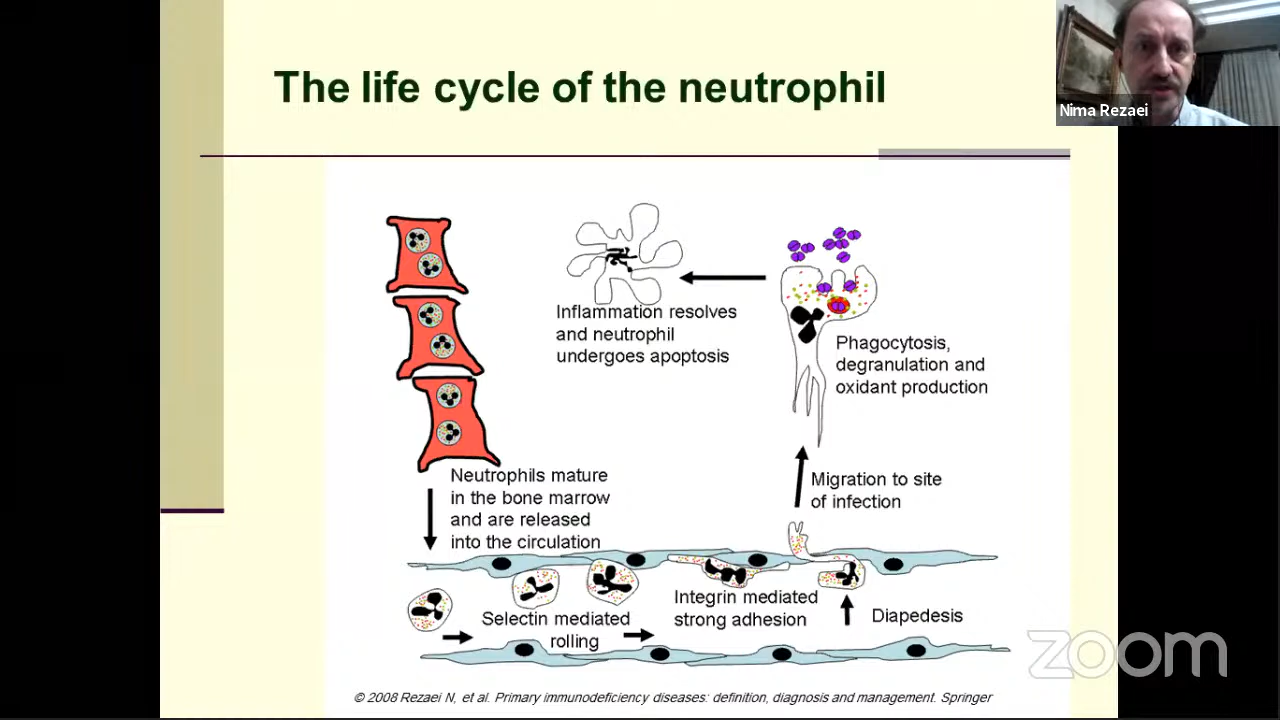 The life cycle of the neutrophil
Nima Rezaei
Inflammation resolves
and neutrophil
undergoes apoptosis
Phagocytosis,
degranulation and
oxidant production
Neutrophils mature
in the bone marrow
and are released
into the circulation
Migration to site
of infection
Selectin mediated
rolling
Integrin mediated
strong adhesion
Diapedesis
zoom
© 2008 Rezaei N, et al. Primary immunodeficiency diseases: definition, diagnosis and management. Springer